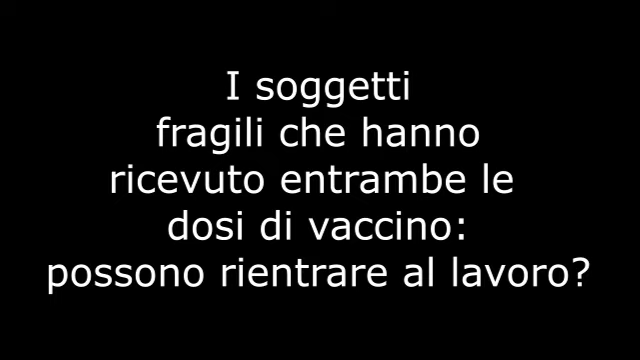 I soggetti
fragili che hanno
ricevuto entrambe le
dosi di vaccino:
possono rientrare al lavoro?